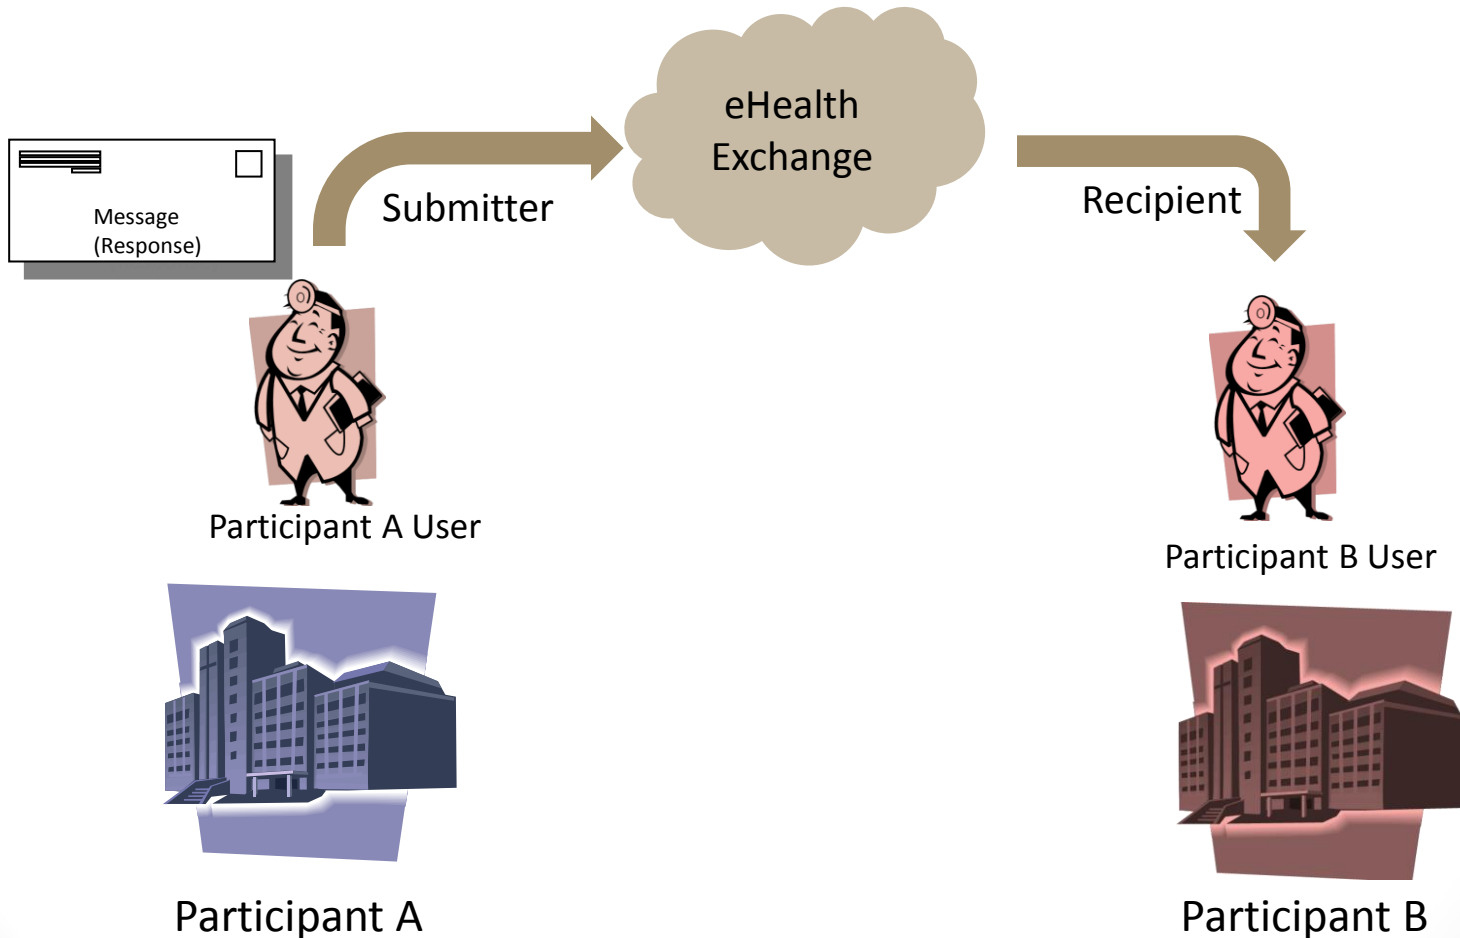 eHealth
Exchange
Message
(Response)
Submitter
Recipient
Participant A User
Participant B User
Participant A
Participant B